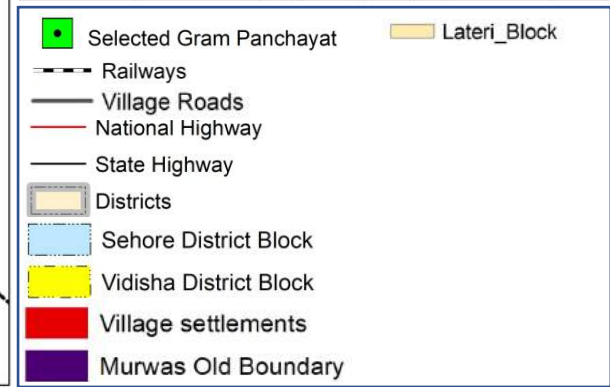 Selected Gram Panchayat
Lateri_Block
Railways
Village Roads
National Highway
State Highway
Districts
Sehore District Block
Vidisha District Block
Village settlements
Murwas Old Boundary